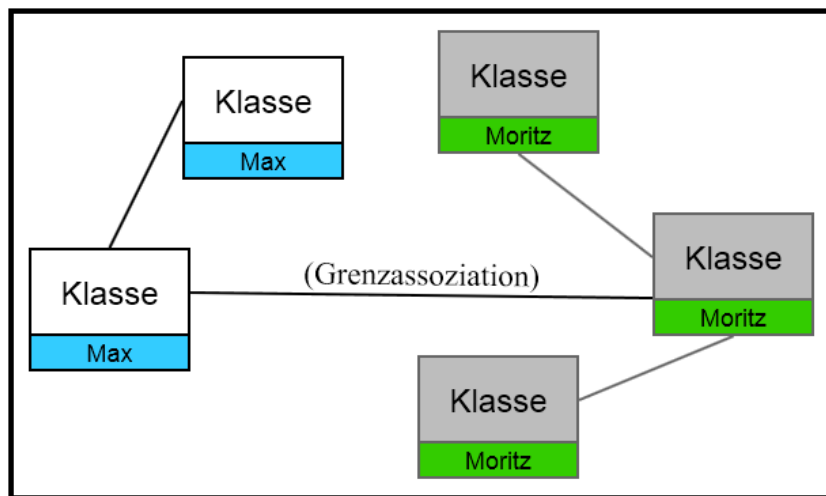 Klasse
Max
Klasse
Moritz
Klasse
Max
(Grenzassoziation)
Klasse
Moritz
Klasse
Moritz